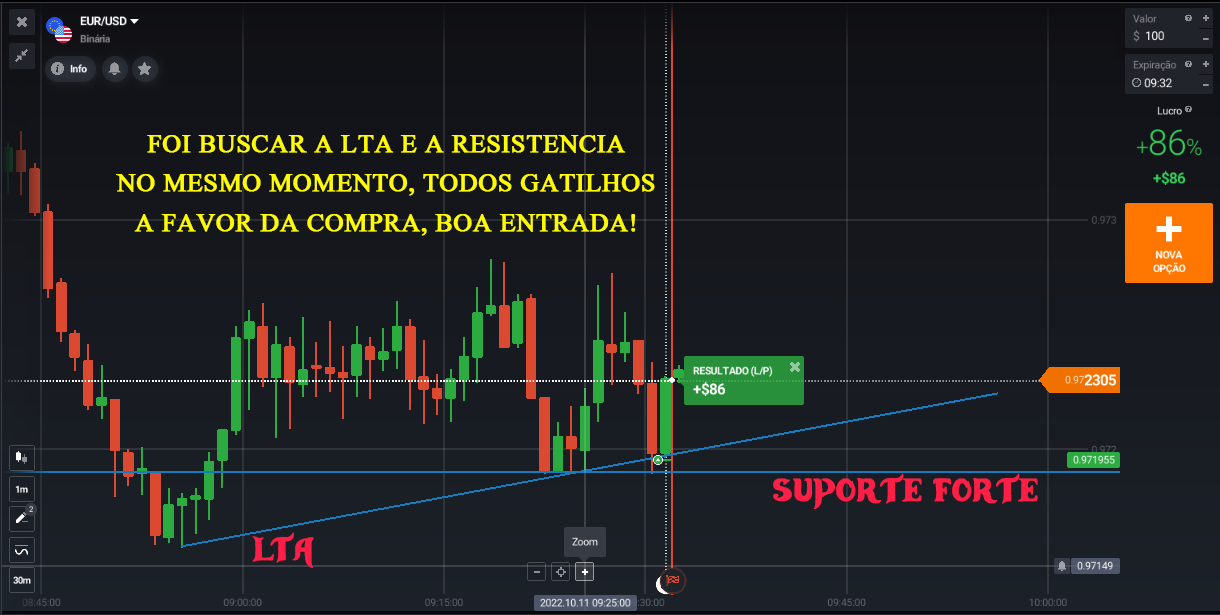 EUR/USD
Binária
Info
Valor
$ 100
Expiração
09:32
Lucro
+86%
+$86
NOVA
OPÇÃO
FOI BUSCAR A LTA E A RESISTENCIA
NO MESMO MOMENTO, TODOS GATILHOS
A FAVOR DA COMPRA, BOA ENTRADA!
0.973
RESULTADO (L/P)
+$86
0.972305
0.972
0.971955
SUPORTE FORTE
LTA
1m
2
30m
Zoom
0.97149
08:45:00
09:00:00
09:15:00
2022.10.11 09:25:00
:30:00
09:45:00
10:00:00